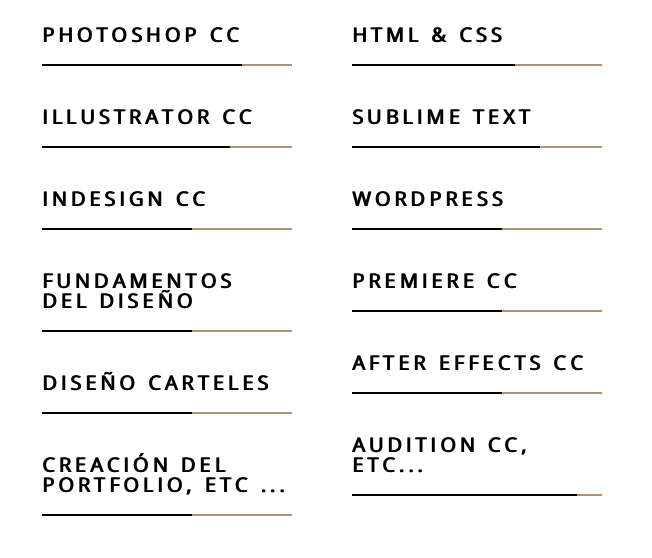 PHOTOSHOP CC
ILLUSTRATOR CC
INDESIGN CC
FUNDAMENTOS
DEL DISEÑO
DISEÑO CARTELES
CREACIÓN DEL
PORTFOLIO, ETC ...
HTML & CSS
SUBLIME TEXT
WORDPRESS
PREMIERE CC
AFTER EFFECTS CC
AUDITION CC,
ETC...